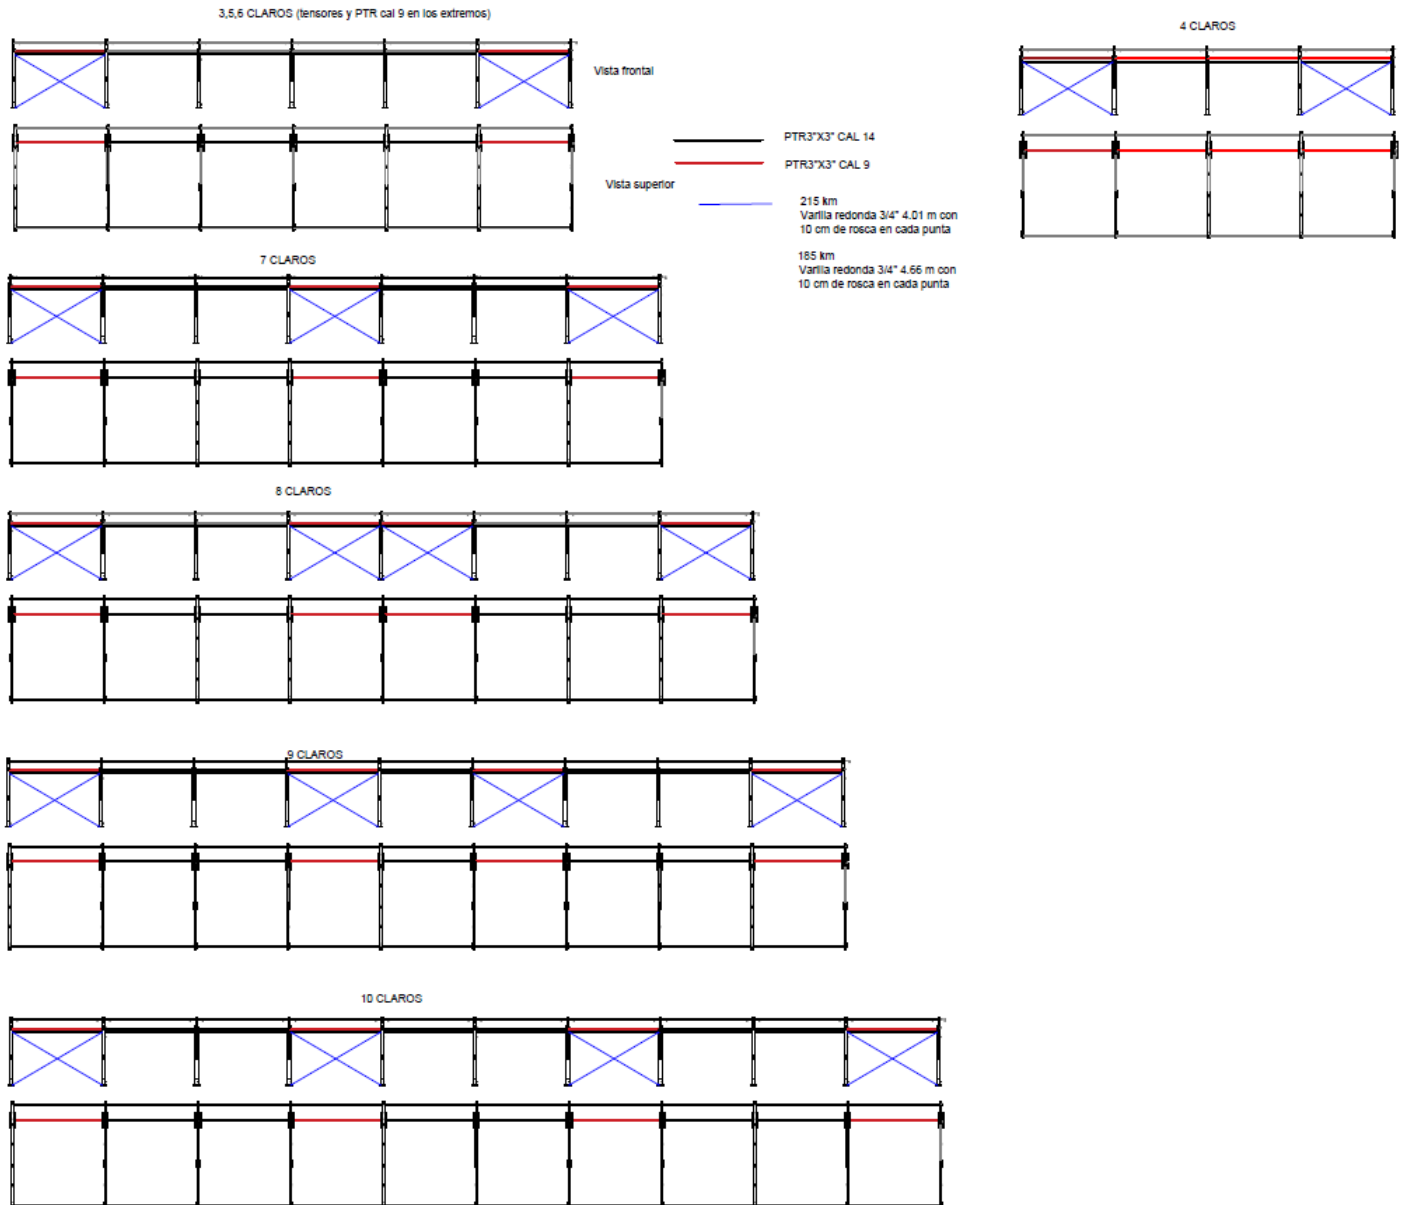 3,5,6 CLAROS (tensores y PTR cal 9 en los extremos)
4 CLAROS
Vista frontal
PTR3"X3" CAL 14
PTR3"X3" CAL 9
Vista superior
215 km
Varilla redonda 3/4" 4.01 m con
10 cm de rosca en cada punta
185 km
Varilla redonda 3/4" 4.66 m con
10 cm de rosca en cada punta
7 CLAROS
8 CLAROS
9 CLAROS
10 CLAROS